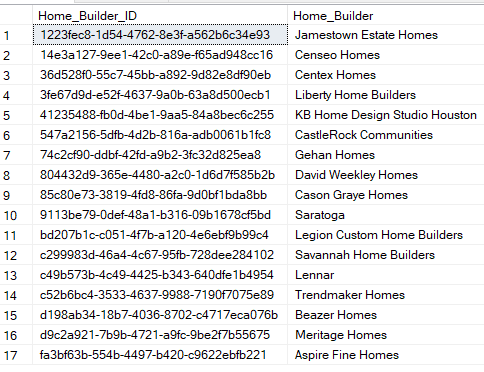 Home_Builder_ID Home_Builder
1 1223fec8-1d54-4762-8e3f-a562b6c34e93 Jamestown Estate Homes
2 14e3a127-9ee1-42c0-a89e-f65ad948cc16 Censeo Homes
3 36d528f0-55c7-45bb-a892-9d82e8df90eb Centex Homes
4 3fe67d9d-e52f-4637-9a0b-63a8d500ecb1 Liberty Home Builders
5 41235488-fb0d-4be1-9aa5-84a8bec6c255 KB Home Design Studio Houston
6 547a2156-5dfb-4d2b-816a-adb0061b1fc8 CastleRock Communities
7 74c2cf90-ddbf-42fd-a9b2-3fc32d825ea8 Gehan Homes
8 804432d9-365e-4480-a2c0-1d6d7f585b2b David Weekley Homes
9 85c80e73-3819-4fd8-86fa-9d0bf1bda8bb Cason Graye Homes
10 9113be79-0def-48a1-b316-09b1678cf5bd Saratoga
11 bd207b1c-c051-4f7b-a120-4e6ebf9b99c4 Legion Custom Home Builders
12 c299983d-46a4-4c67-95fb-728dee284102 Savannah Home Builders
13 c49b573b-4c49-4425-b343-640dfe1b4954 Lennar
14 c52b6bc4-3533-4637-9988-7190f7075e89 Trendmaker Homes
15 d198ab34-18b7-4036-8702-c4717eca076b Beazer Homes
16 d9c2a921-7b9b-4721-a9fc-9be2f7b55675 Meritage Homes
17 fa3bf63b-554b-4497-b420-c9622ebfb221 Aspire Fine Homes